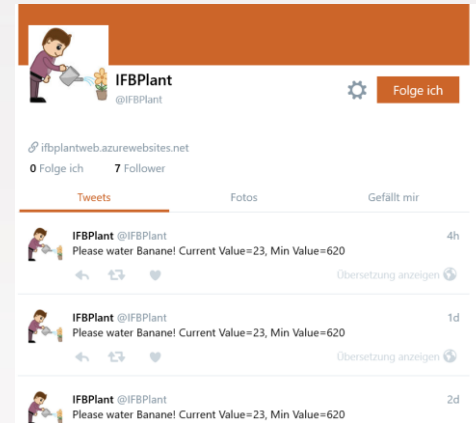 IFBPlant
@IFBPlant
Folge ich
ifbplantweb.azurewebsites.net
0 Folge ich 7 Follower
Tweets Fotos Gefällt mir
IFBPlant @IFBPlant 4h
Please water Banane! Current Value=23, Min Value=620
Übersetzung anzeigen
IFBPlant @IFBPlant 1d
Please water Banane! Current Value=23, Min Value=620
Übersetzung anzeigen
IFBPlant @IFBPlant 2d
Please water Banane! Current Value=23, Min Value=620